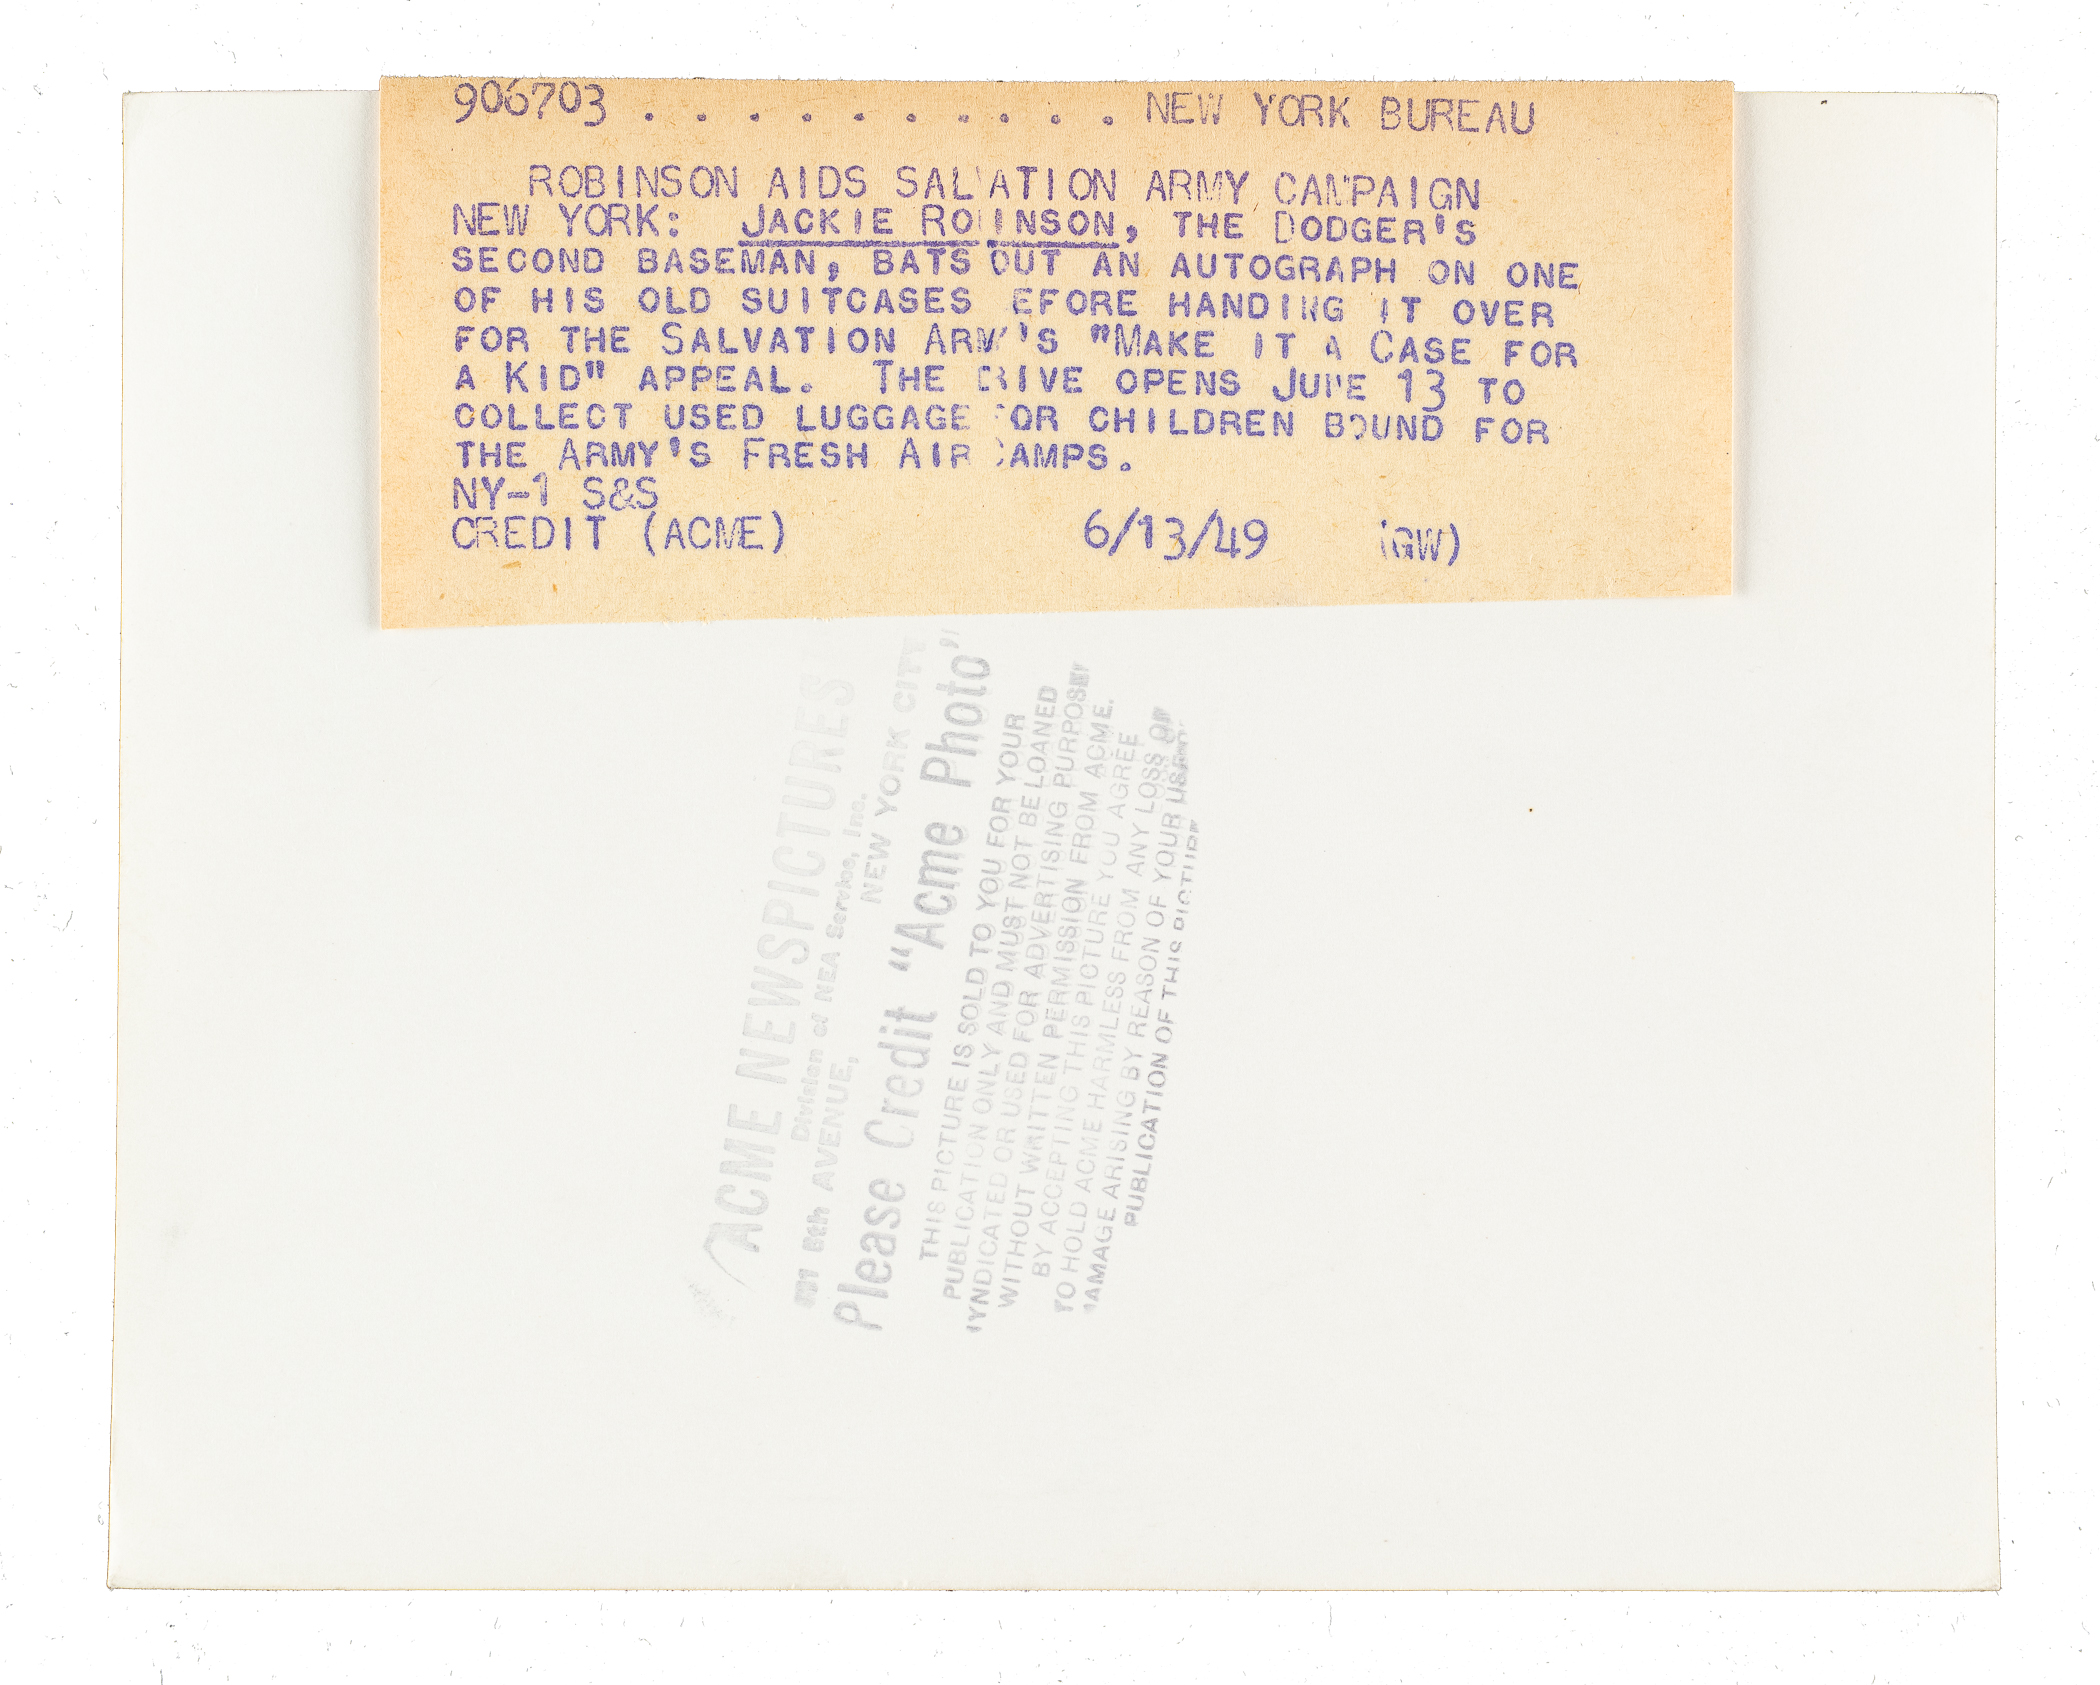 906703 . . . . . . . . . . NEW YORK BUREAU
ROBINSON AIDS SALVATION ARMY CAMPAIGN
NEW YORK: JACKIE ROBINSON, THE DODGER'S
SECOND BASEMAN, BATS OUT AN AUTOGRAPH ON ONE
OF HIS OLD SUITCASES BEFORE HANDING IT OVER
FOR THE SALVATION ARMY'S "MAKE IT A CASE FOR
A KID" APPEAL. THE DRIVE OPENS JUNE 13 TO
COLLECT USED LUGGAGE FOR CHILDREN BOUND FOR
THE ARMY'S FRESH AIR CAMPS.
NY-1 S&S
CREDIT (ACME) 6/13/49 (GW)
ACME NEWSPICTURES
Division of NEA Service, Inc.
8th AVENUE, NEW YORK CITY
Please Credit "Acme Photo"
THIS PICTURE IS SOLD TO YOU FOR YOUR
PUBLICATION ONLY AND MUST NOT BE LOANED
SYNDICATED OR USED FOR ADVERTISING PURPOSES
WITHOUT WRITTEN PERMISSION FROM ACME.
BY ACCEPTING THIS PICTURE YOU AGREE
TO HOLD ACME HARMLESS FROM ANY LOSS OR
DAMAGE ARISING BY REASON OF YOUR USE
PUBLICATION OF THIS PICTURE